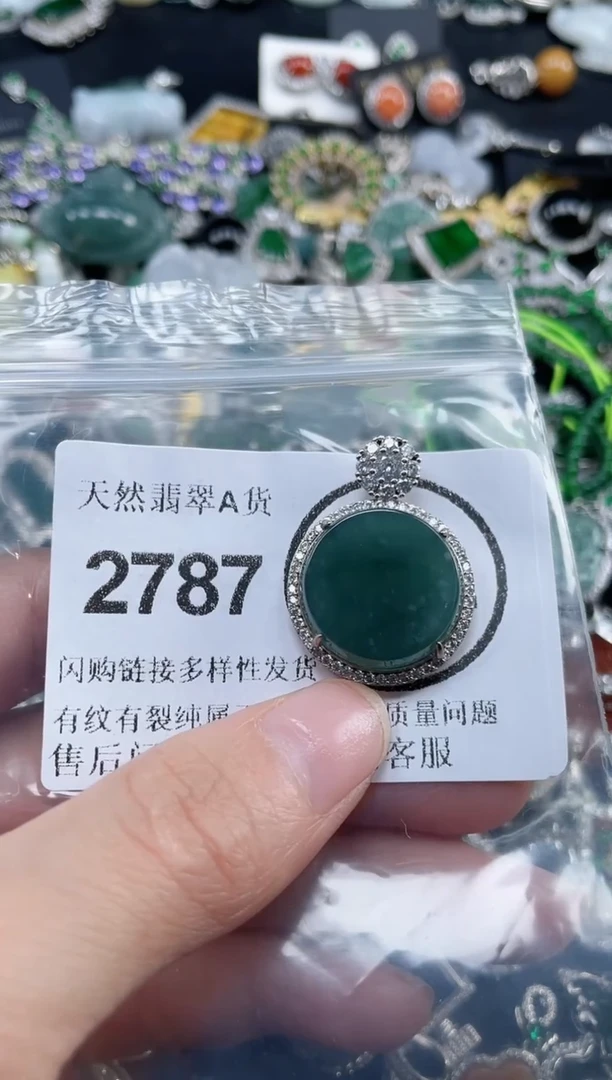 天然翡翠A货
2787
闪购链接多样性发货
有纹有裂纯属 质量问题
售后 客服